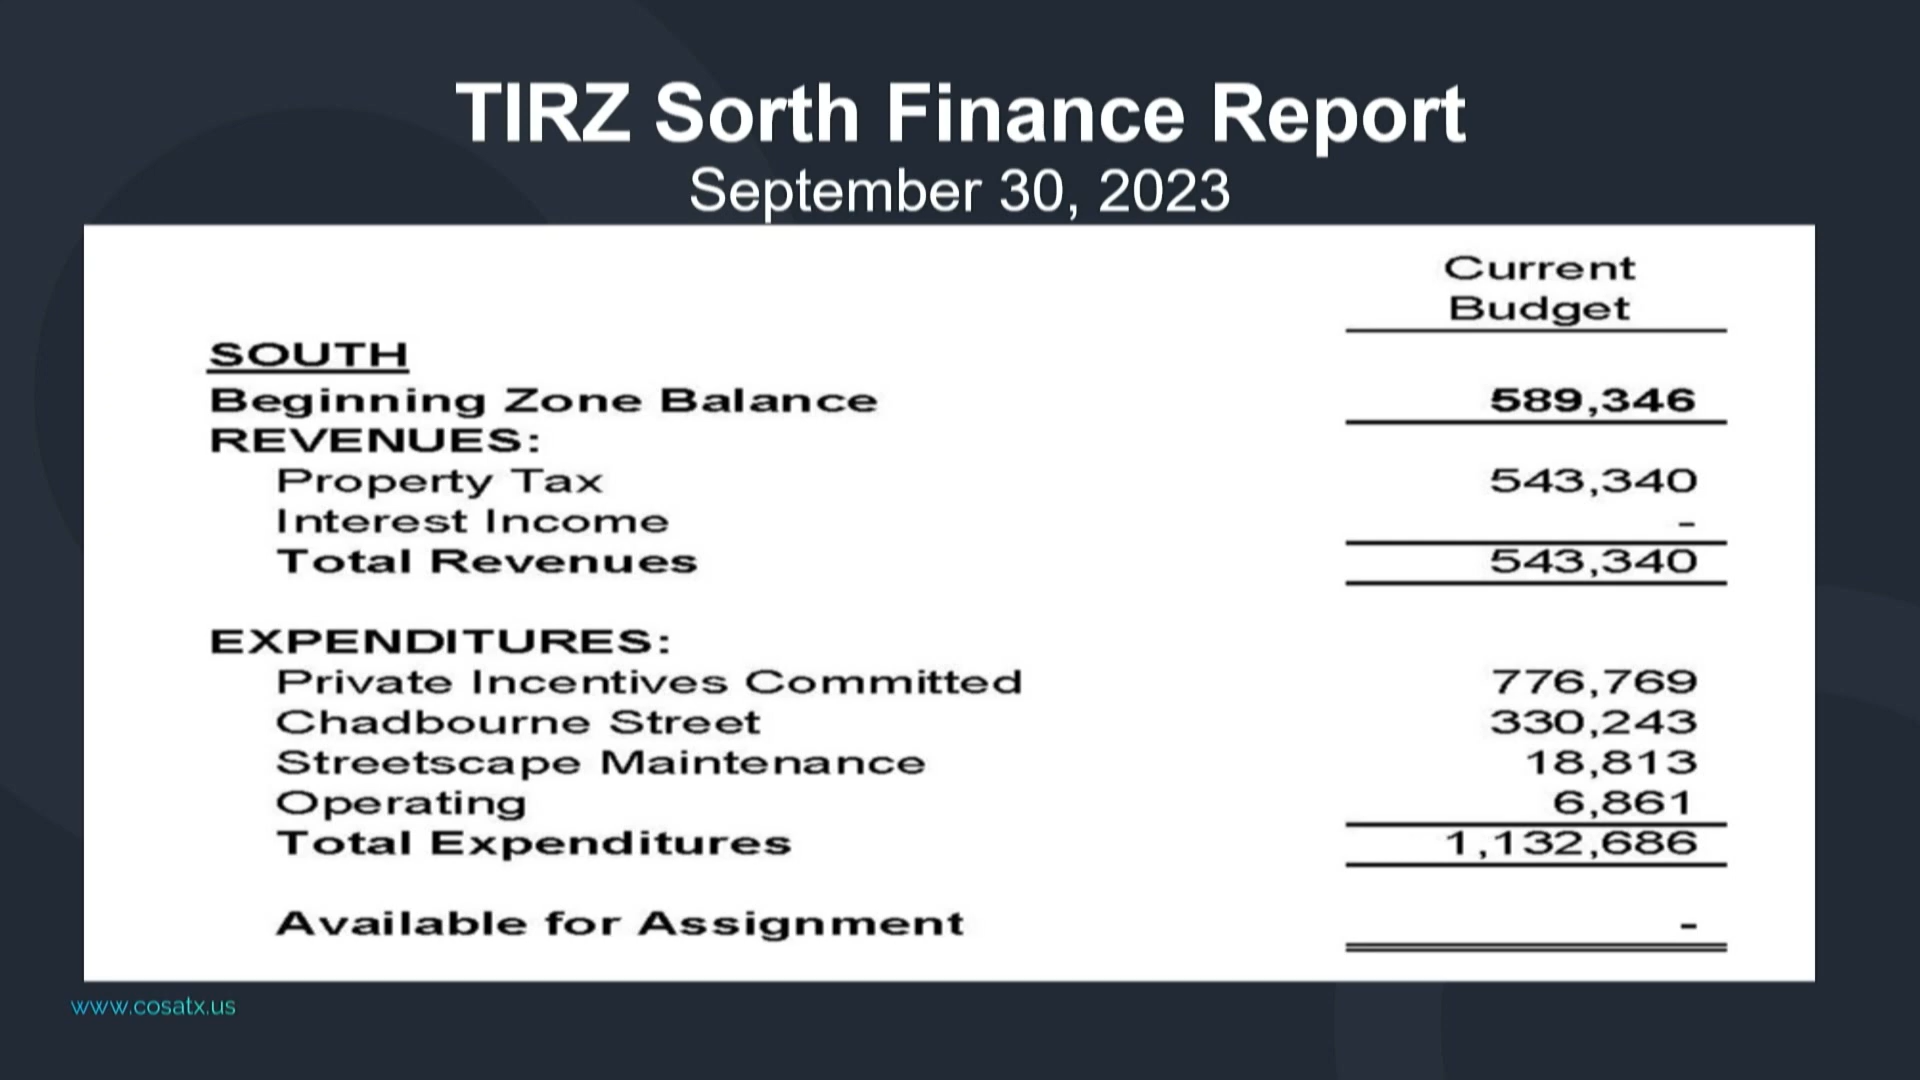 TIRZ Sorth Finance Report
September 30, 2023
Current
Budget
SOUTH
Beginning Zone Balance 589,346
REVENUES:
Property Tax 543,340
Interest Income -
Total Revenues 543,340
EXPENDITURES:
Private Incentives Committed 776,769
Chadbourne Street 330,243
Streetscape Maintenance 18,813
Operating 6,861
Total Expenditures 1,132,686
Available for Assignment -
www.cosatx.us